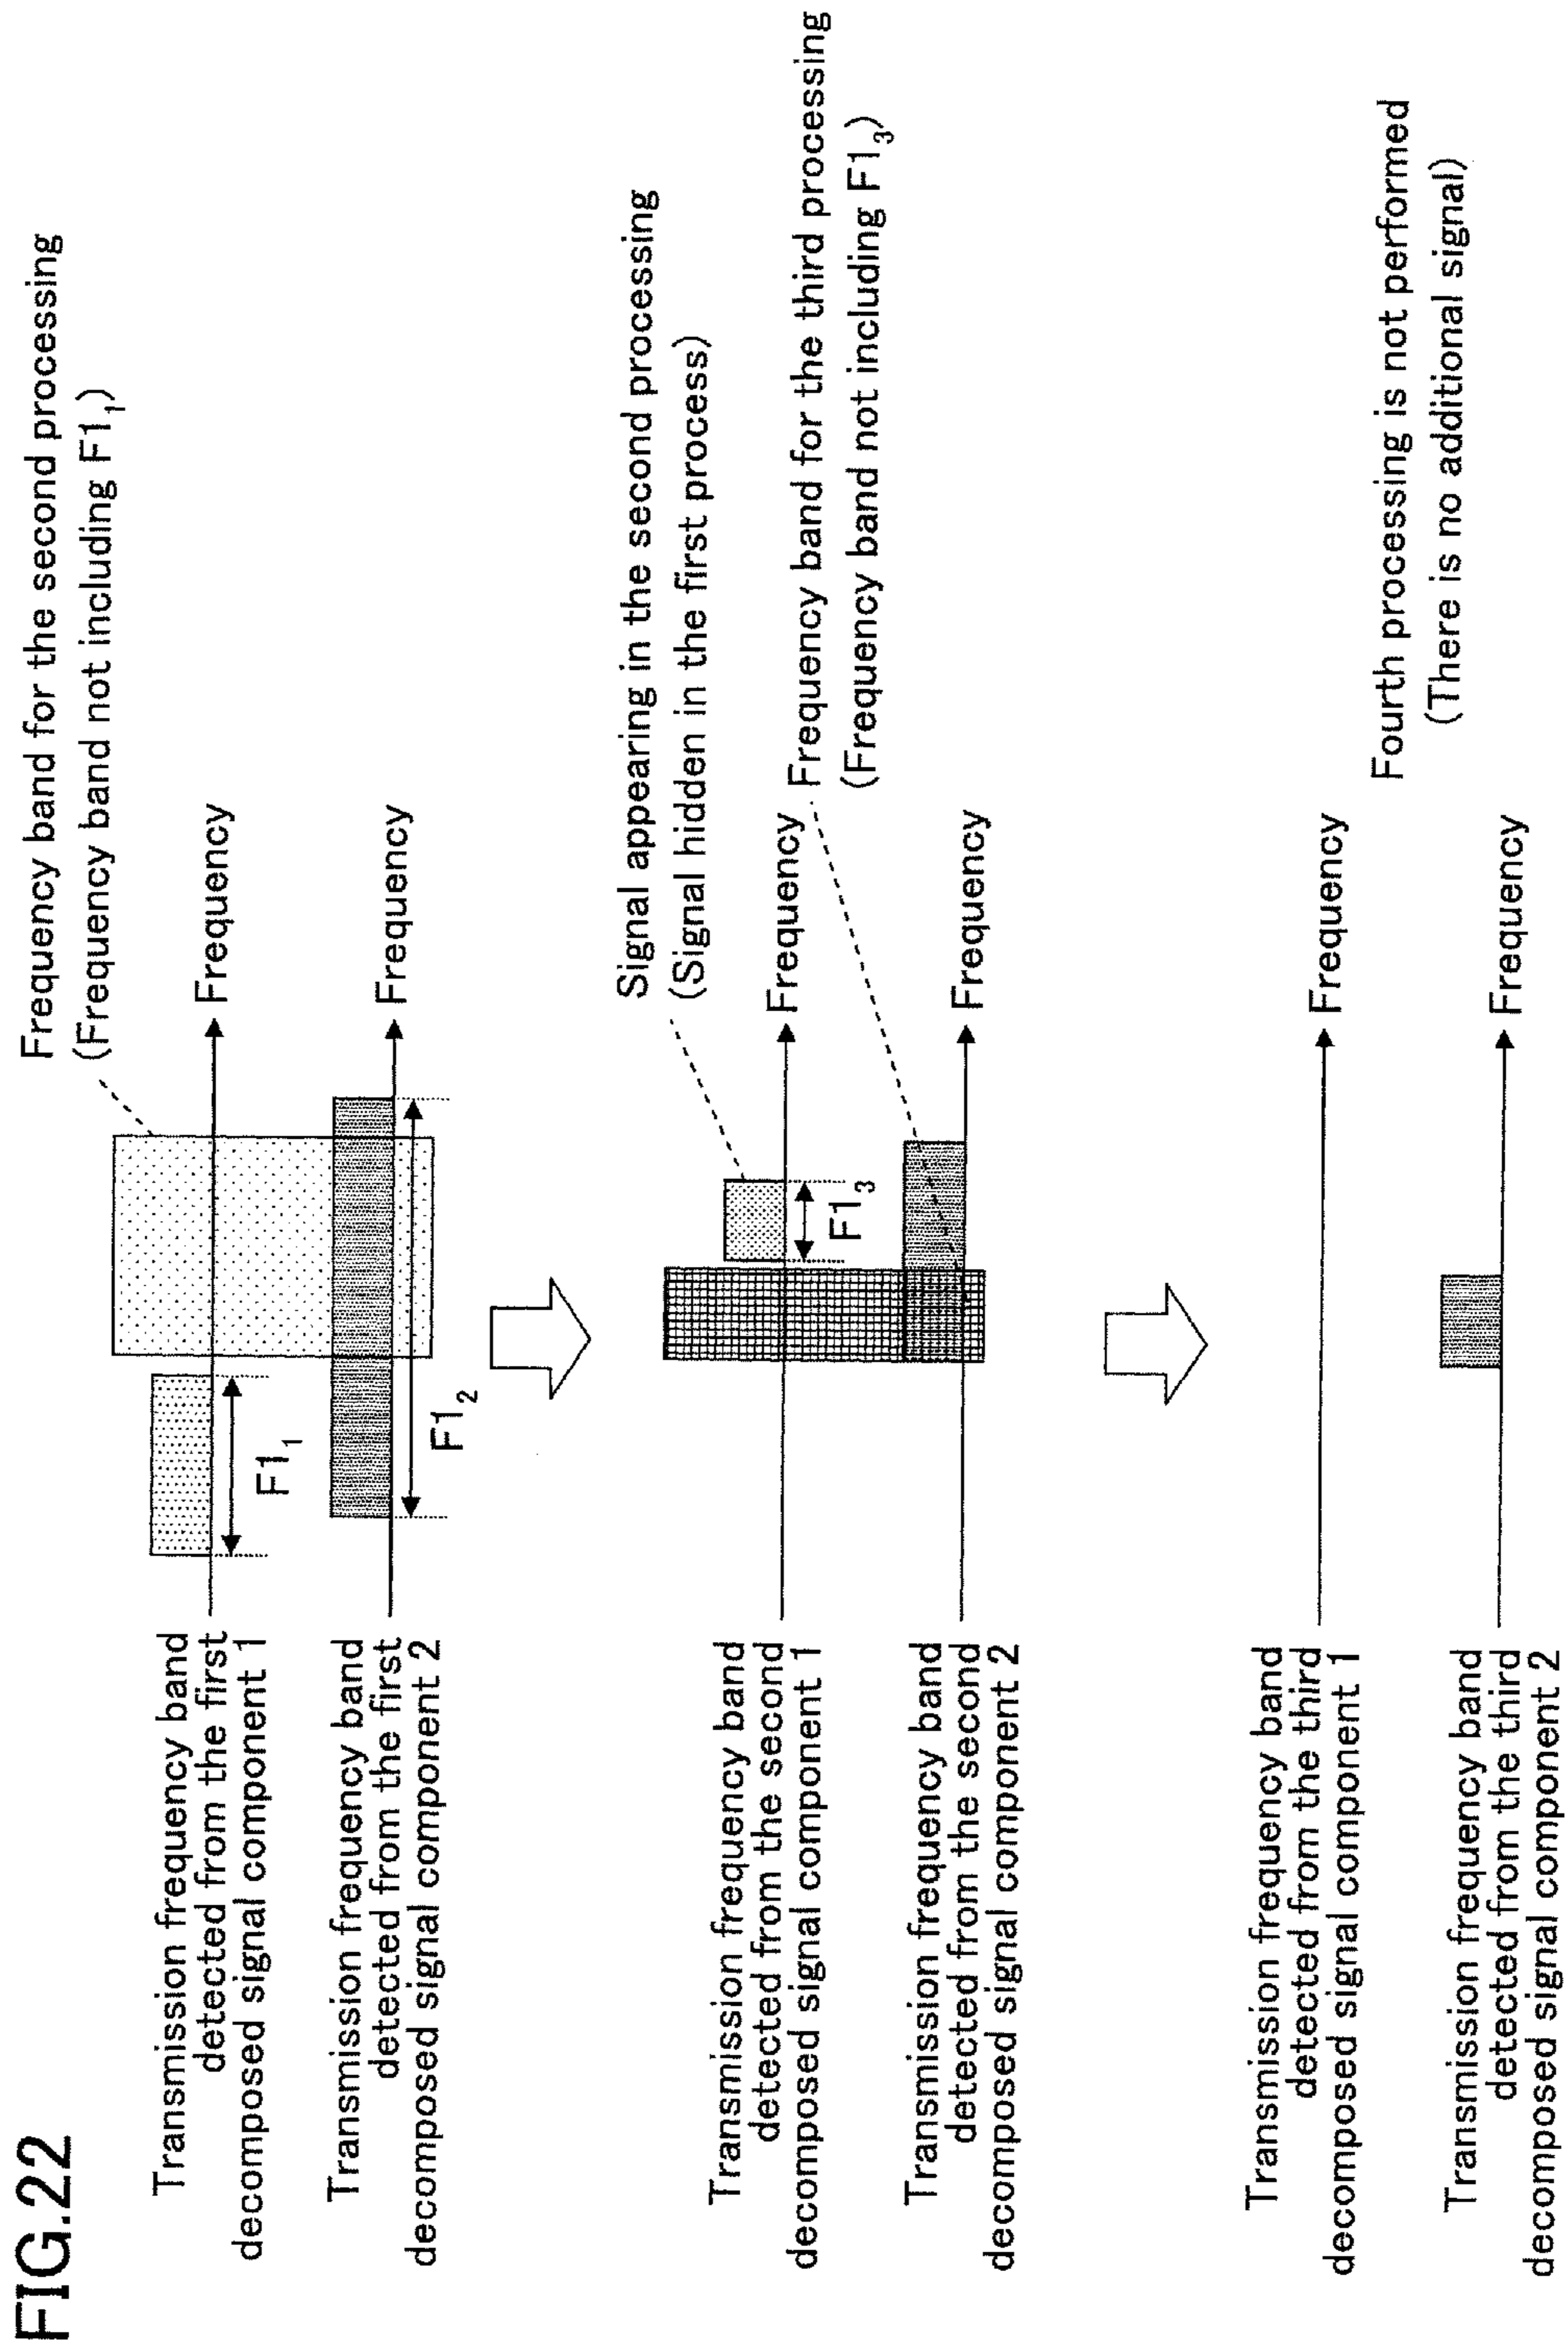 FIG.22
Frequency band for the second processing
(Frequency band not including F1₁)
Transmission frequency band
detected from the first
decomposed signal component 1
Frequency
F1₁
Transmission frequency band
detected from the first
decomposed signal component 2
Frequency
F1₂
Signal appearing in the second processing
(Signal hidden in the first process)
Transmission frequency band
detected from the second
decomposed signal component 1
Frequency
F1₃
Frequency band for the third processing
(Frequency band not including F1₃)
Transmission frequency band
detected from the second
decomposed signal component 2
Frequency
Transmission frequency band
detected from the third
decomposed signal component 1
Frequency
Fourth processing is not performed
(There is no additional signal)
Transmission frequency band
detected from the third
decomposed signal component 2
Frequency